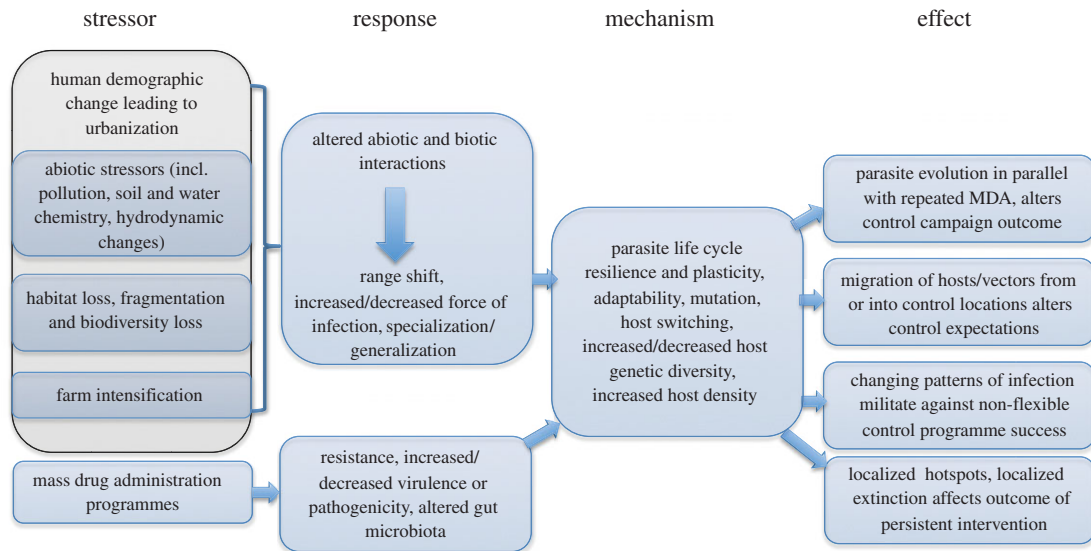 stressor
response
mechanism
effect
human demographic
change leading to
urbanization
abiotic stressors (incl.
pollution, soil and water
chemistry, hydrodynamic
changes)
habitat loss, fragmentation
and biodiversity loss
farm intensification
mass drug administration
programmes
altered abiotic and biotic
interactions
range shift,
increased/decreased force of
infection, specialization/
generalization
resistance, increased/
decreased virulence or
pathogenicity, altered gut
microbiota
parasite life cycle
resilience and plasticity,
adaptability, mutation,
host switching,
increased/decreased host
genetic diversity,
increased host density
parasite evolution in parallel
with repeated MDA, alters
control campaign outcome
migration of hosts/vectors from
or into control locations alters
control expectations
changing patterns of infection
militate against non-flexible
control programme success
localized hotspots, localized
extinction affects outcome of
persistent intervention